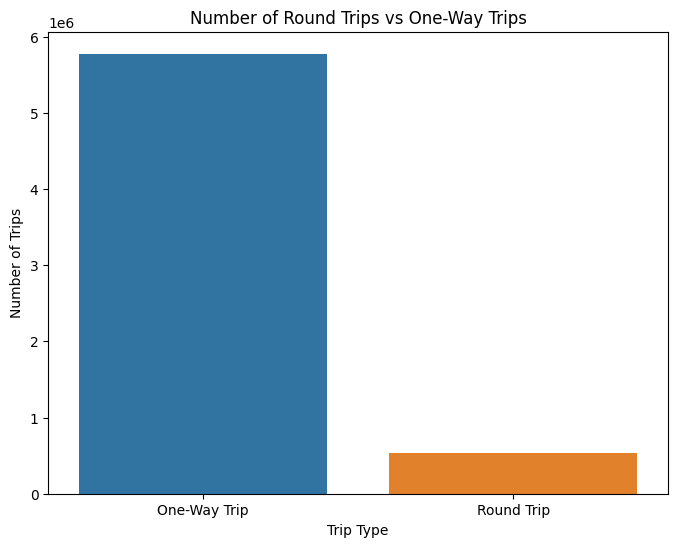 Number of Round Trips vs One-Way Trips
1e6
6
5
4
3
2
1
0
Number of Trips
One-Way Trip
Round Trip
Trip Type